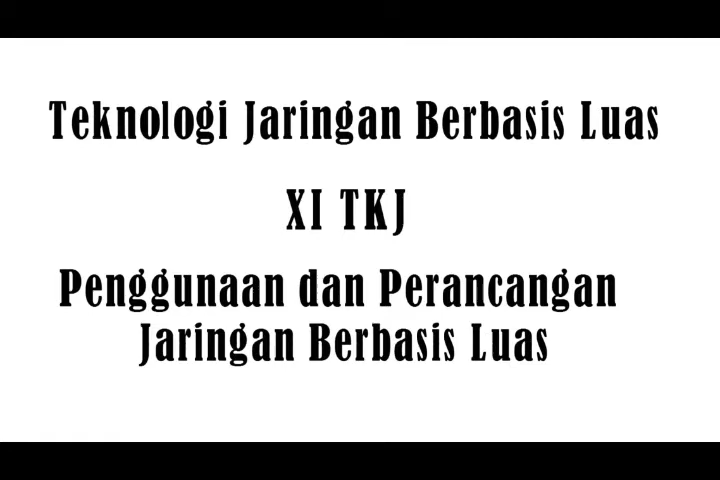 Teknologi Jaringan Berbasis Luas
XI TKJ
Penggunaan dan Perancangan
Jaringan Berbasis Luas